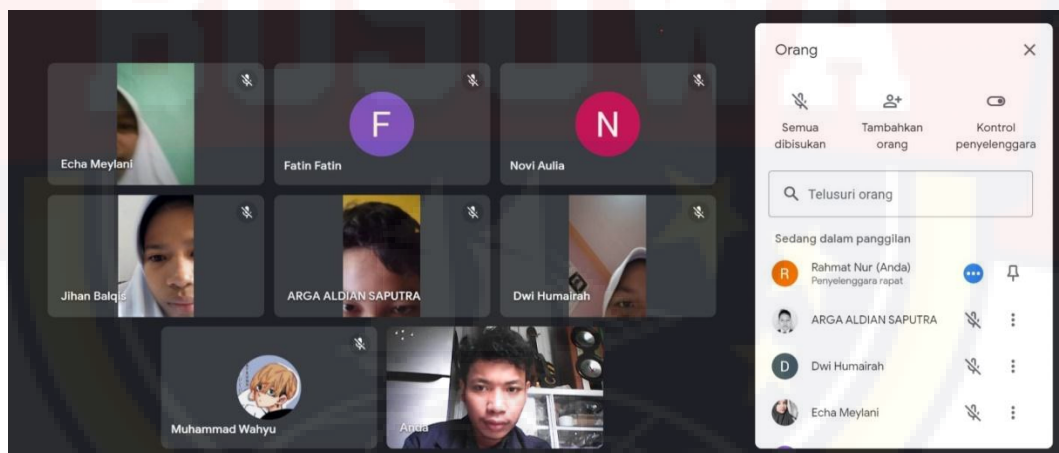 BOSOWA
Echa Meylani
F
Fatin Fatin
N
Novi Aulia
Jihan Balqis
ARGA ALDIAN SAPUTRA
Dwi Humairah
Muhammad Wahyu
Anda
Orang
Semua dibisukan
Tambahkan orang
Kontrol penyelenggara
Telusuri orang
Sedang dalam panggilan
R
Rahmat Nur (Anda)
Penyelenggara rapat
ARGA ALDIAN SAPUTRA
D
Dwi Humairah
Echa Meylani